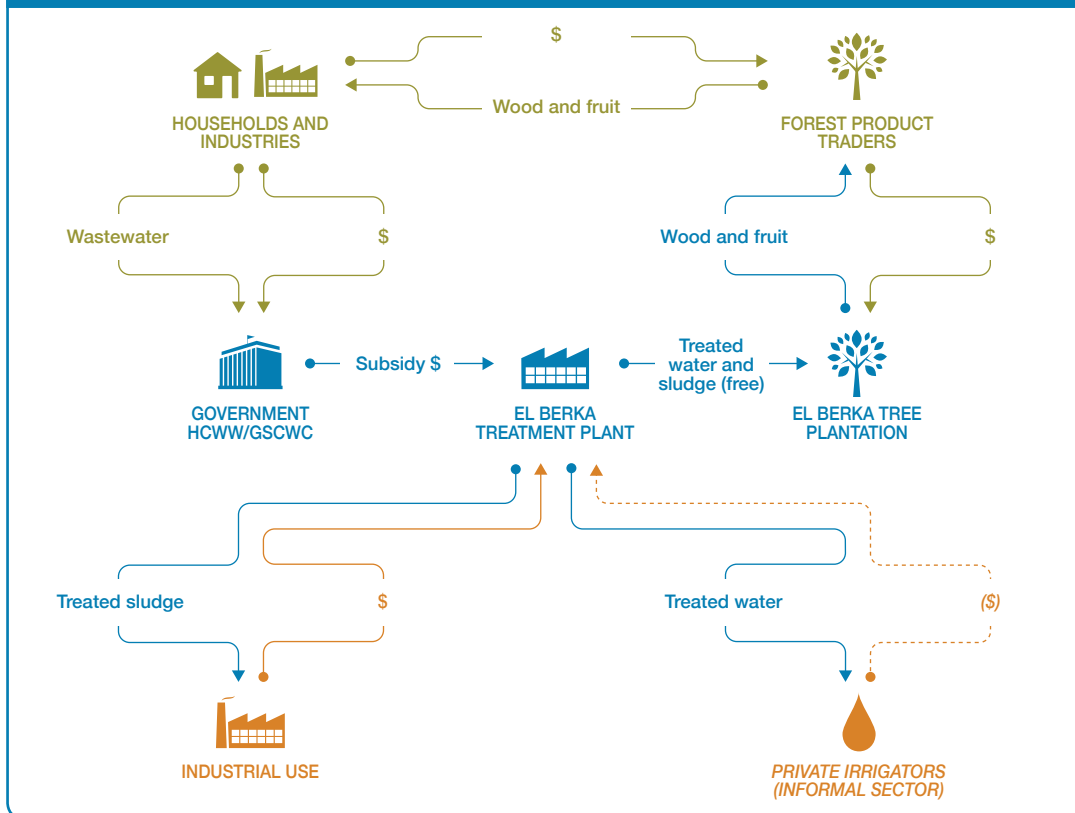 $
Wood and fruit
HOUSEHOLDS AND
INDUSTRIES
FOREST PRODUCT
TRADERS
Wastewater
$
Wood and fruit
$
Subsidy $
Treated
water and
sludge (free)
GOVERNMENT
HCWW/GSCWC
EL BERKA
TREATMENT PLANT
EL BERKA TREE
PLANTATION
Treated sludge
$
Treated water
($)
INDUSTRIAL USE
PRIVATE IRRIGATORS
(INFORMAL SECTOR)